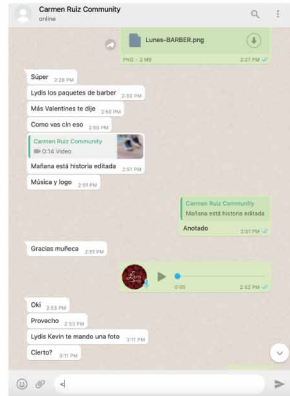 Carmen Ruiz Community
online
Lunes-BARBER.png
PNG • 2 MB
2:27 PM
Súper 2:28 PM
Lydis los paquetes de barber 2:50 PM
Más Valentines te dije 2:50 PM
Como vas cin eso 2:50 PM
Carmen Ruiz Community
0:14 Video
Mañana está historia editada 2:51 PM
Música y logo 2:51 PM
Carmen Ruiz Community
Mañana está historia editada
Anotado 2:51 PM
Gracias muñeca 2:51 PM
0:05 2:52 PM
Oki 2:53 PM
Provecho 2:53 PM
Lydis Kevin te mando una foto 3:11 PM
Cierto? 3:11 PM